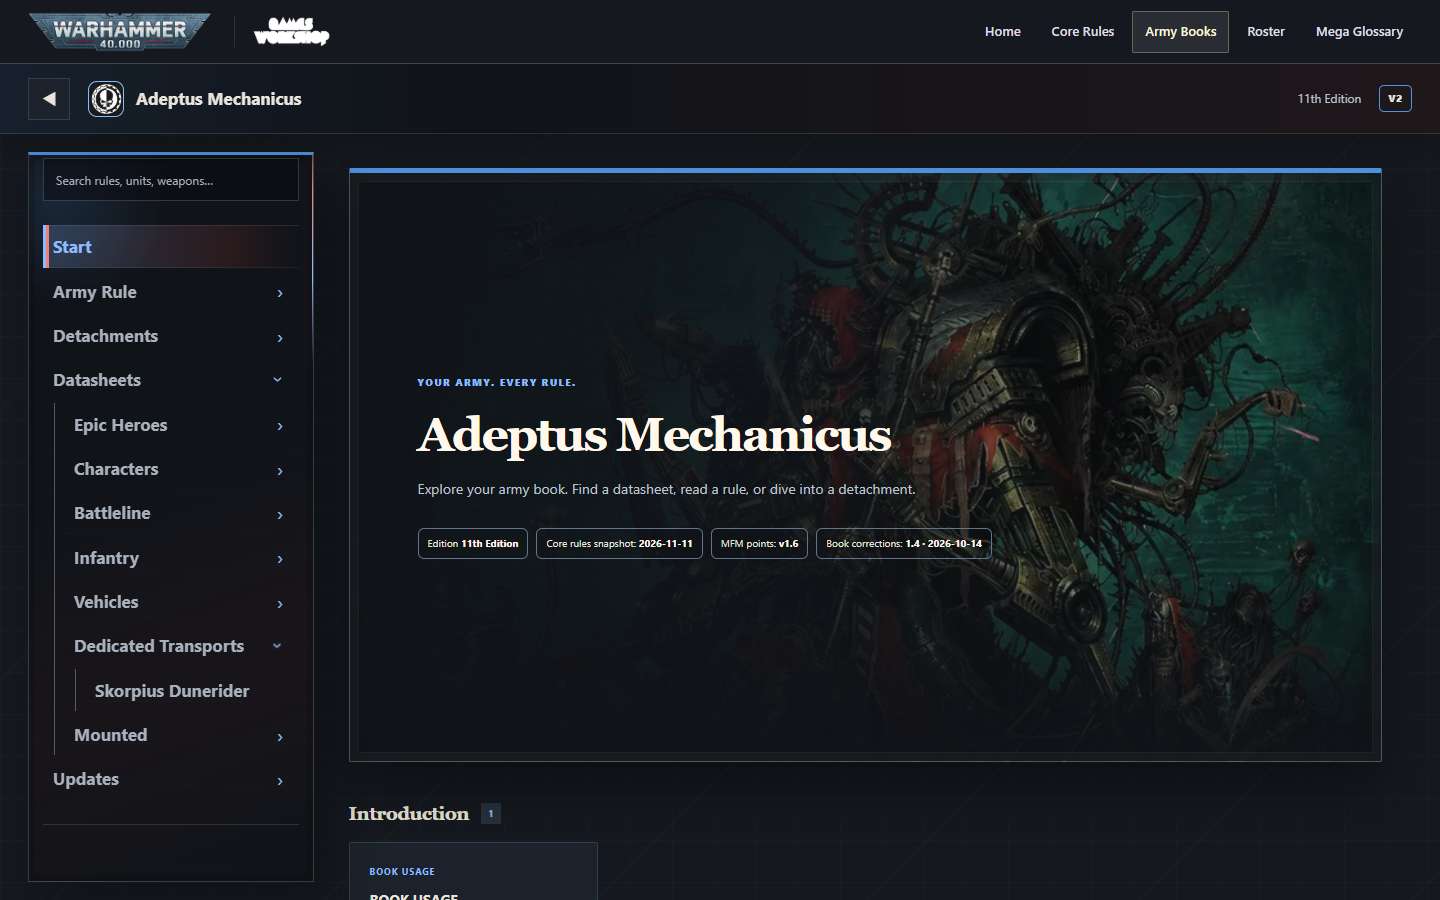 WARHAMMER
40.000
GAMES
WORKSHOP
Home
Core Rules
Army Books
Roster
Mega Glossary
Adeptus Mechanicus
11th Edition
V2
Search rules, units, weapons...
Start
Army Rule
Detachments
Datasheets
Epic Heroes
Characters
Battleline
Infantry
Vehicles
Dedicated Transports
Skorpius Dunerider
Mounted
Updates
YOUR ARMY. EVERY RULE.
Adeptus Mechanicus
Explore your army book. Find a datasheet, read a rule, or dive into a detachment.
Edition 11th Edition
Core rules snapshot: 2026-11-11
MFM points: v1.6
Book corrections: 1.4 - 2026-10-14
Introduction 1
BOOK USAGE
BOOK USAGE